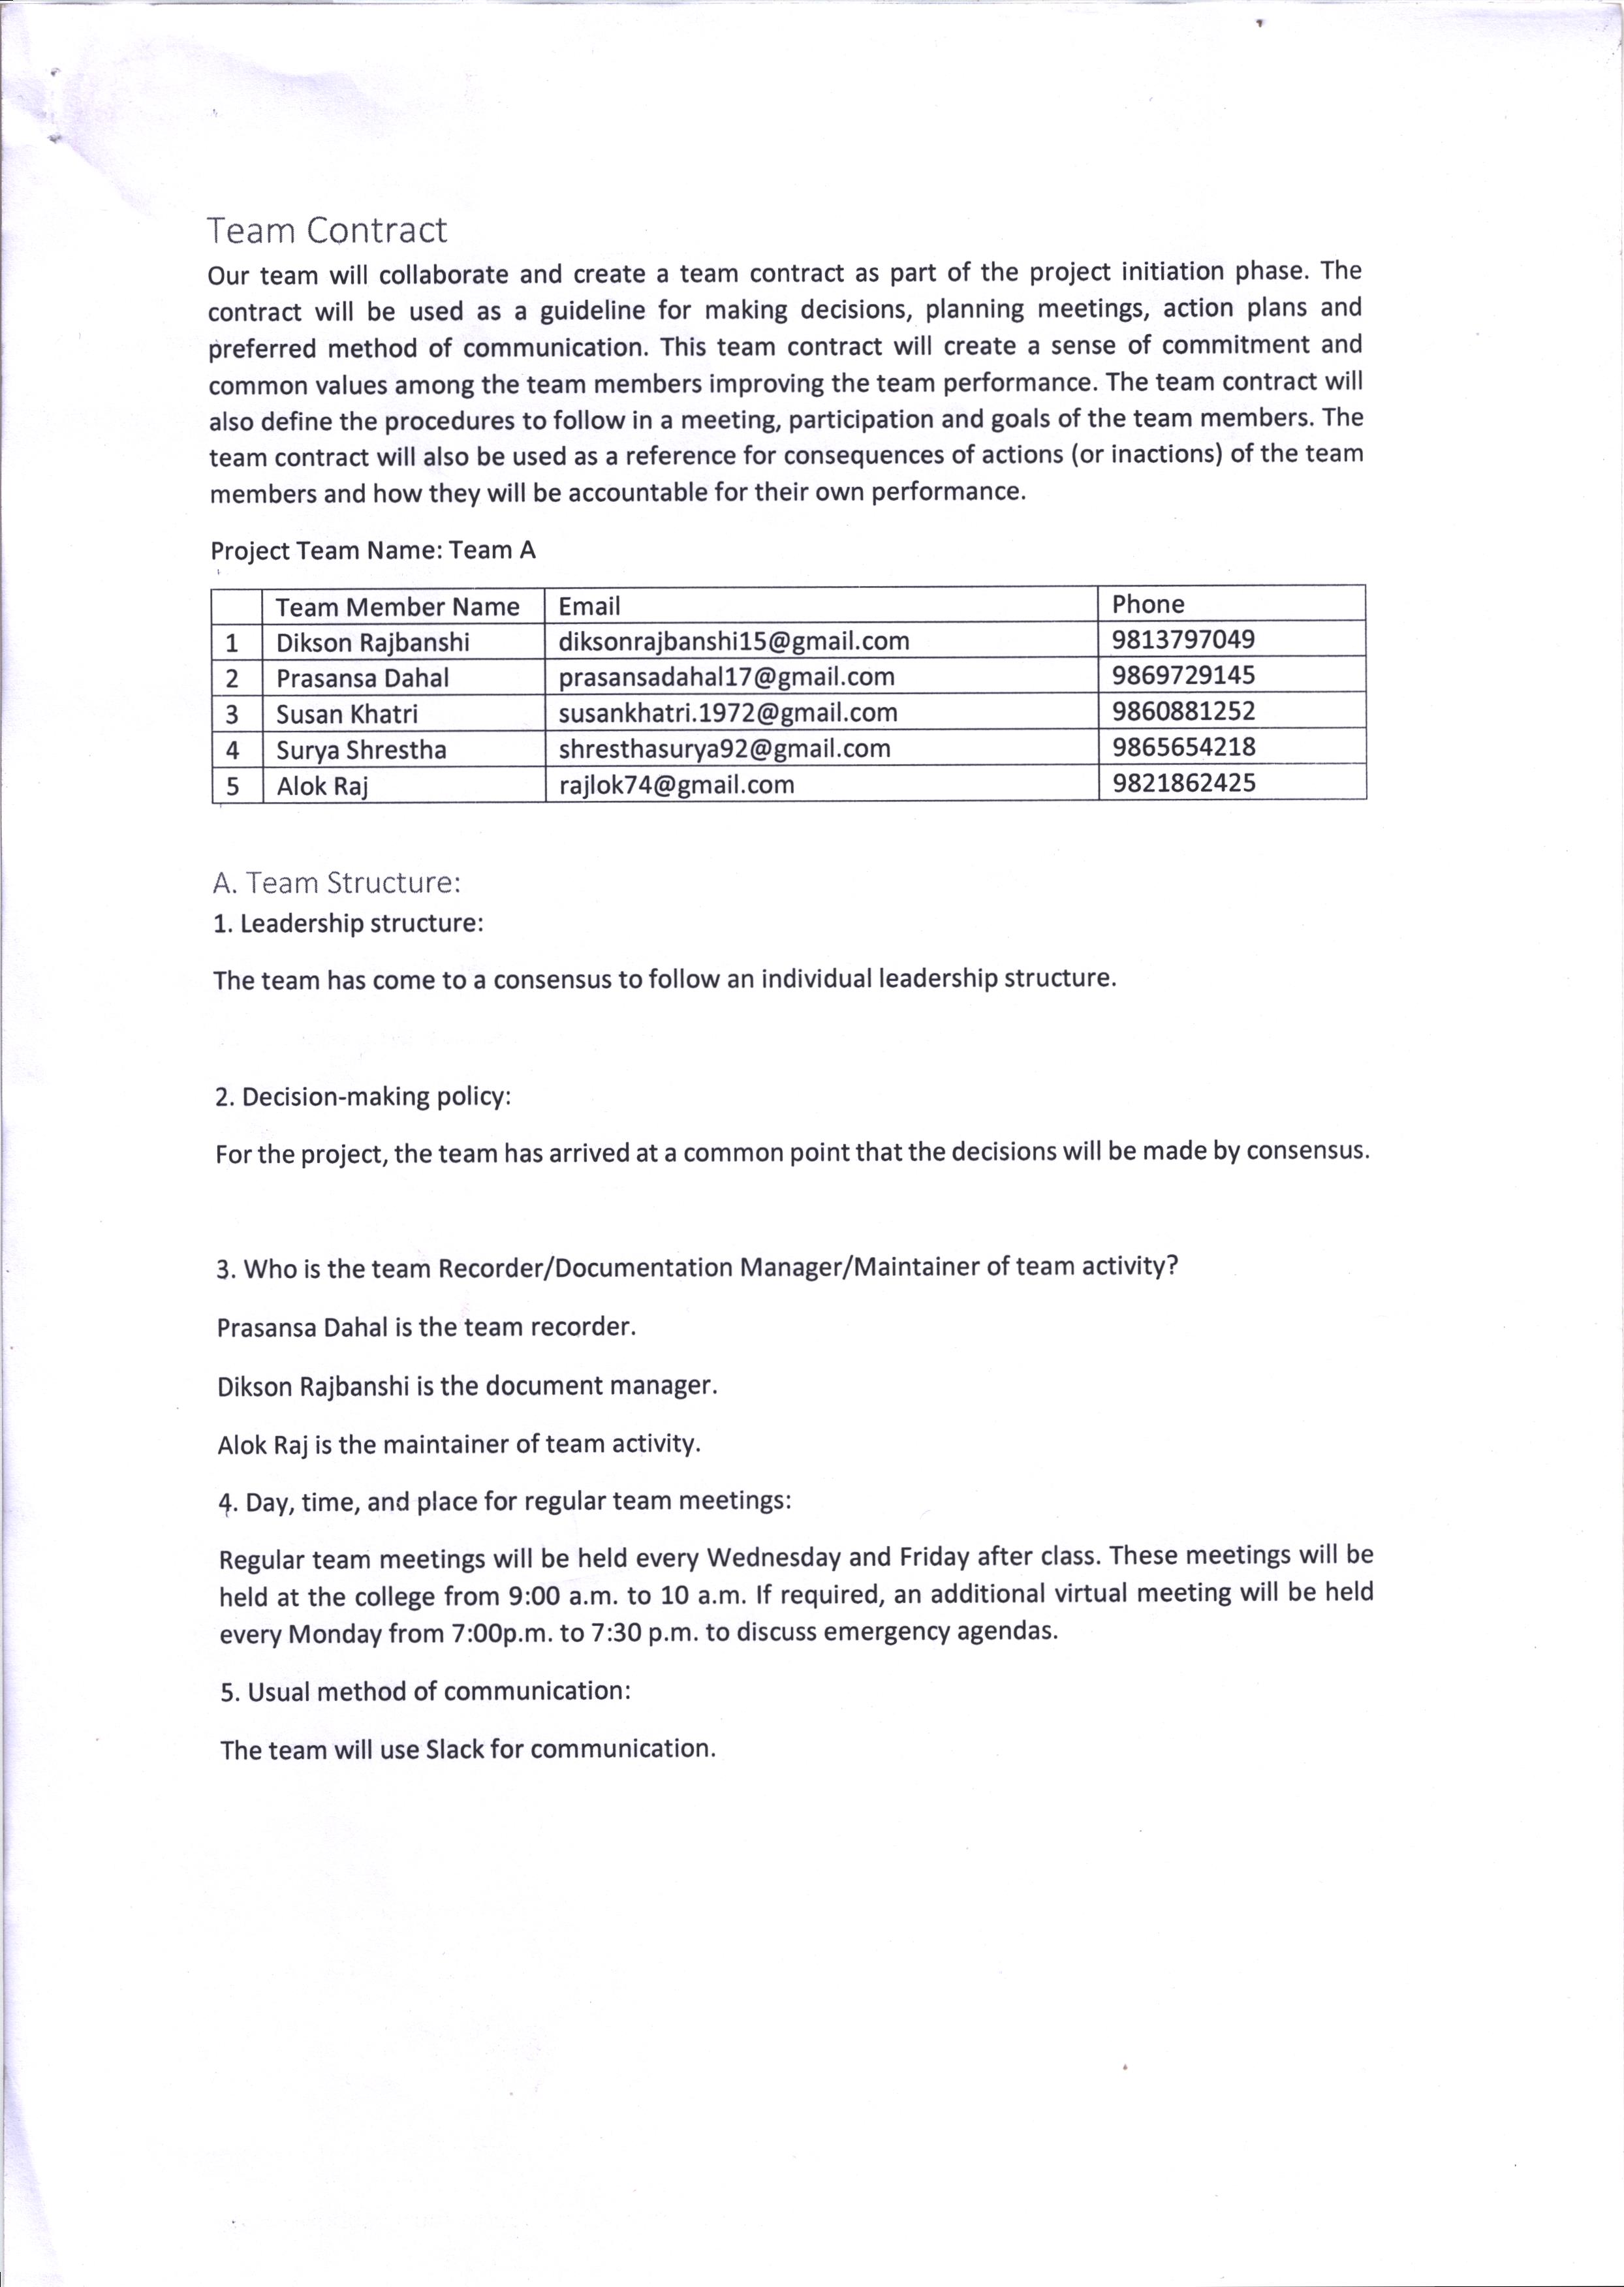 Team Contract
Our team will collaborate and create a team contract as part of the project initiation phase. The
contract will be used as a guideline for making decisions, planning meetings, action plans and
preferred method of communication. This team contract will create a sense of commitment and
common values among the team members improving the team performance. The team contract will
also define the procedures to follow in a meeting, participation and goals of the team members. The
team contract will also be used as a reference for consequences of actions (or inactions) of the team
members and how they will be accountable for their own performance.
Project Team Name: Team A
Team Member Name Email Phone
1 Dikson Rajbanshi diksonrajbanshi15@gmail.com 9813797049
2 Prasansa Dahal prasansadahal17@gmail.com 9869729145
3 Susan Khatri susankhatri.1972@gmail.com 9860881252
4 Surya Shrestha shresthasurya92@gmail.com 9865654218
5 Alok Raj rajlok74@gmail.com 9821862425
A. Team Structure:
1. Leadership structure:
The team has come to a consensus to follow an individual leadership structure.
2. Decision-making policy:
For the project, the team has arrived at a common point that the decisions will be made by consensus.
3. Who is the team Recorder/Documentation Manager/Maintainer of team activity?
Prasansa Dahal is the team recorder.
Dikson Rajbanshi is the document manager.
Alok Raj is the maintainer of team activity.
4. Day, time, and place for regular team meetings:
Regular team meetings will be held every Wednesday and Friday after class. These meetings will be
held at the college from 9:00 a.m. to 10 a.m. If required, an additional virtual meeting will be held
every Monday from 7:00p.m. to 7:30 p.m. to discuss emergency agendas.
5. Usual method of communication:
The team will use Slack for communication.